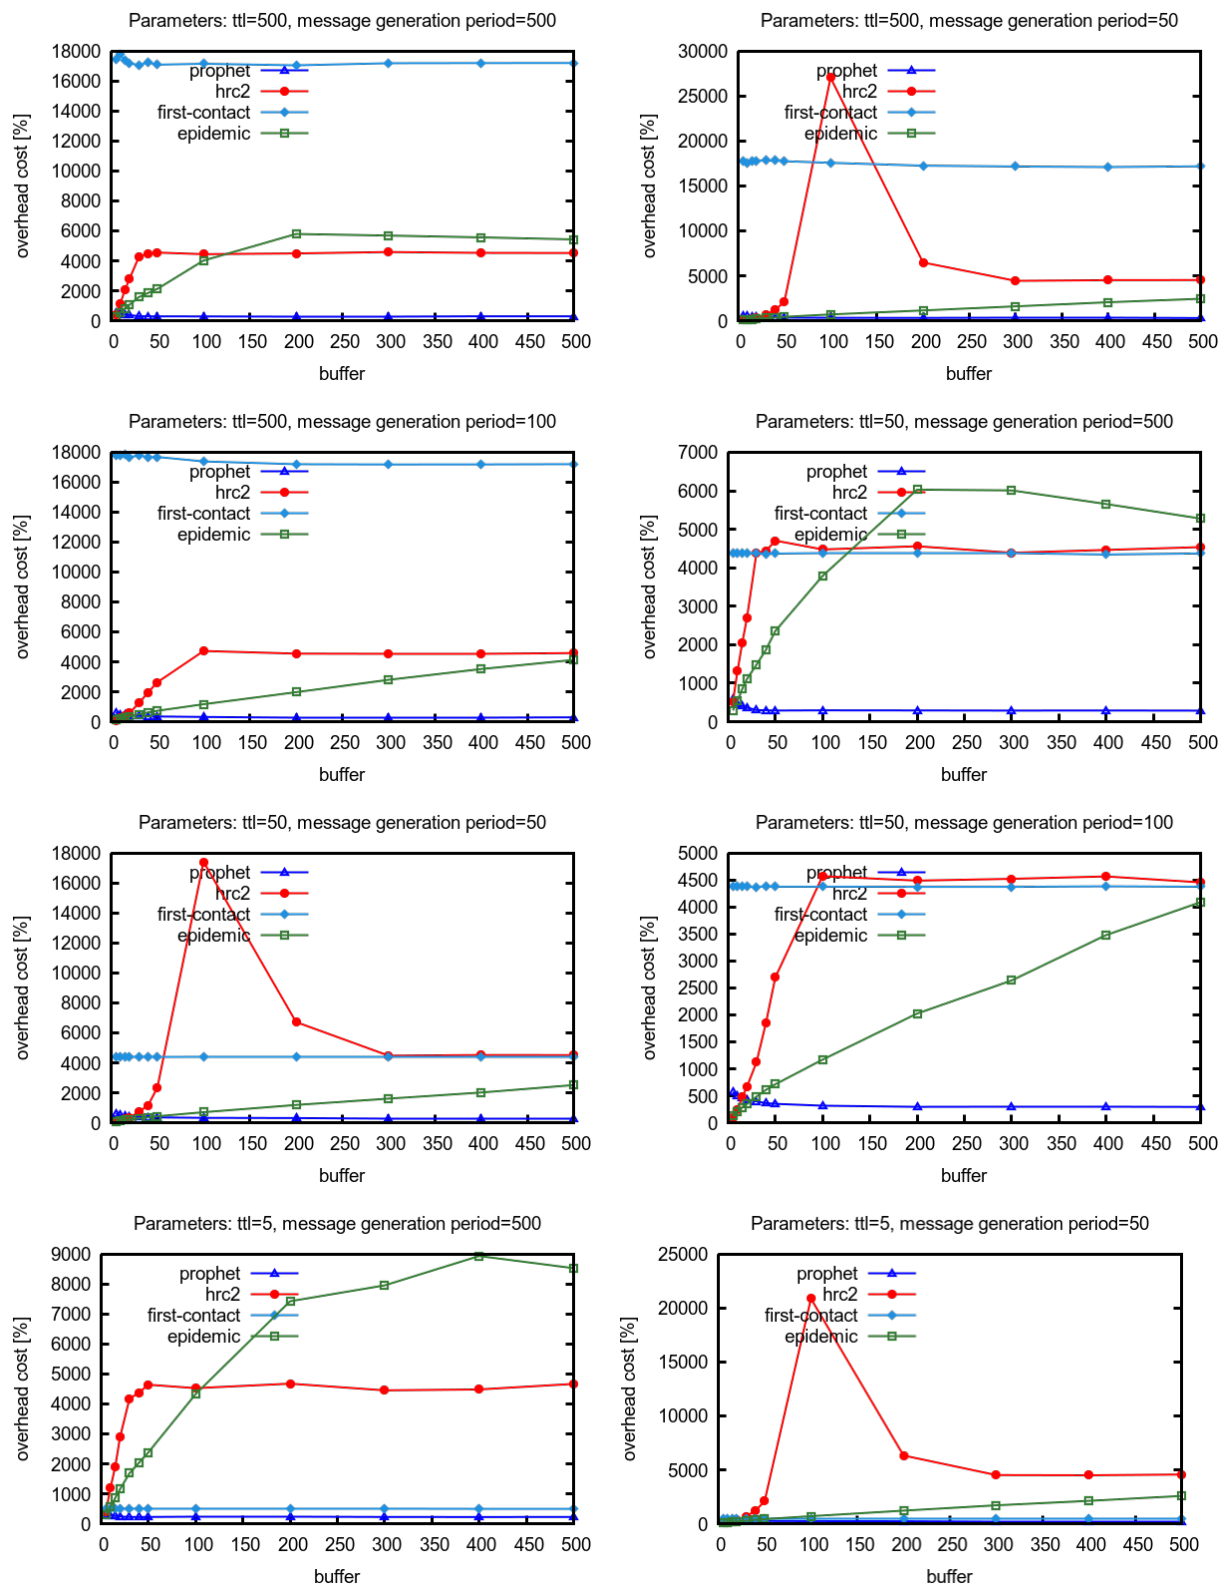 Parameters: ttl=500, message generation period=500
overhead cost [%]
18000
16000
14000
12000
10000
8000
6000
4000
2000
0
prophet
hrc2
first-contact
epidemic
0 50 100 150 200 250 300 350 400 450 500
buffer
Parameters: ttl=500, message generation period=50
overhead cost [%]
30000
25000
20000
15000
10000
5000
0
prophet
hrc2
first-contact
epidemic
0 50 100 150 200 250 300 350 400 450 500
buffer
Parameters: ttl=500, message generation period=100
overhead cost [%]
18000
16000
14000
12000
10000
8000
6000
4000
2000
0
prophet
hrc2
first-contact
epidemic
0 50 100 150 200 250 300 350 400 450 500
buffer
Parameters: ttl=50, message generation period=500
overhead cost [%]
7000
6000
5000
4000
3000
2000
1000
0
prophet
hrc2
first-contact
epidemic
0 50 100 150 200 250 300 350 400 450 500
buffer
Parameters: ttl=50, message generation period=50
overhead cost [%]
18000
16000
14000
12000
10000
8000
6000
4000
2000
0
prophet
hrc2
first-contact
epidemic
0 50 100 150 200 250 300 350 400 450 500
buffer
Parameters: ttl=50, message generation period=100
overhead cost [%]
5000
4500
4000
3500
3000
2500
2000
1500
1000
500
0
prophet
hrc2
first-contact
epidemic
0 50 100 150 200 250 300 350 400 450 500
buffer
Parameters: ttl=5, message generation period=500
overhead cost [%]
9000
8000
7000
6000
5000
4000
3000
2000
1000
0
prophet
hrc2
first-contact
epidemic
0 50 100 150 200 250 300 350 400 450 500
buffer
Parameters: ttl=5, message generation period=50
overhead cost [%]
25000
20000
15000
10000
5000
0
prophet
hrc2
first-contact
epidemic
0 50 100 150 200 250 300 350 400 450 500
buffer